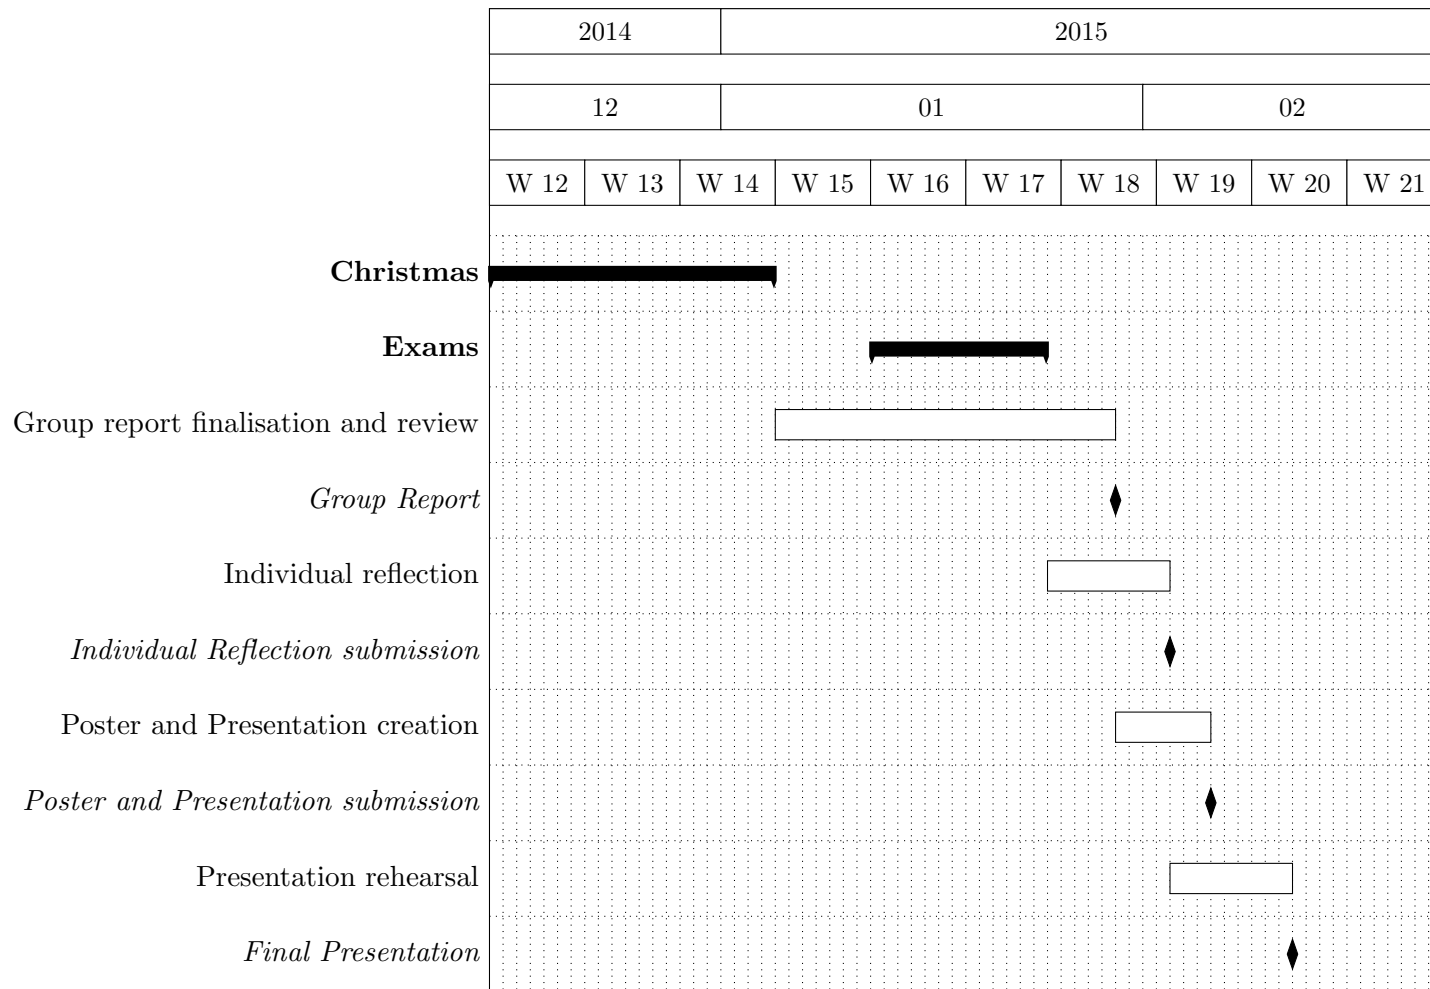 2014 2015
12 01 02
W 12 W 13 W 14 W 15 W 16 W 17 W 18 W 19 W 20 W 21
Christmas
Exams
Group report finalisation and review
Group Report
Individual reflection
Individual Reflection submission
Poster and Presentation creation
Poster and Presentation submission
Presentation rehearsal
Final Presentation